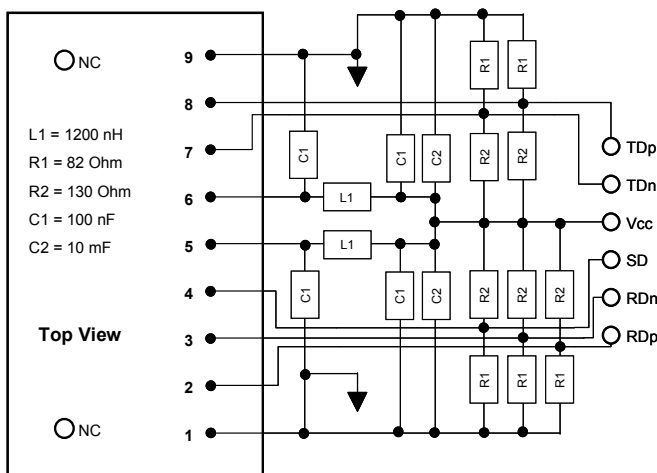 NC
9
8
7
6
5
4
3
2
1
L1 = 1200 nH
R1 = 82 Ohm
R2 = 130 Ohm
C1 = 100 nF
C2 = 10 mF
Top View
NC
R1
R1
C1
C1
C2
R2
R2
L1
L1
C1
C1
C2
R2
R2
R2
R1
R1
R1
TDp
TDn
Vcc
SD
RDn
RDp